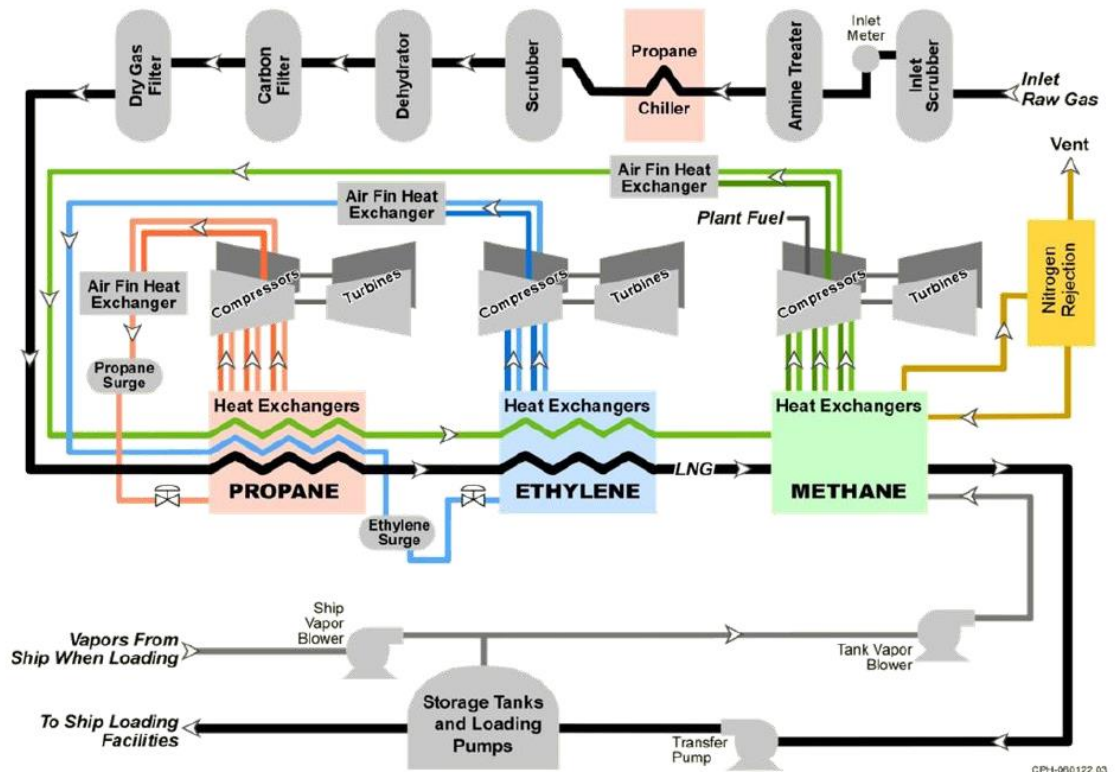 Dry Gas
Filter
Carbon
Filter
Dehydrator
Scrubber
Propane
Chiller
Amine Treater
Inlet
Meter
Inlet
Scrubber
Inlet
Raw Gas
Air Fin Heat
Exchanger
Vent
Air Fin Heat
Exchanger
Plant Fuel
Air Fin Heat
Exchanger
Compressors
Turbines
Compressors
Turbines
Compressors
Turbines
Nitrogen
Rejection
Propane
Surge
Heat Exchangers
PROPANE
Heat Exchangers
ETHYLENE
LNG
Heat Exchangers
METHANE
Ethylene
Surge
Ship
Vapor
Blower
Vapors From
Ship When Loading
Tank Vapor
Blower
Storage Tanks
and Loading
Pumps
To Ship Loading
Facilities
Transfer
Pump
CPH-060122.03